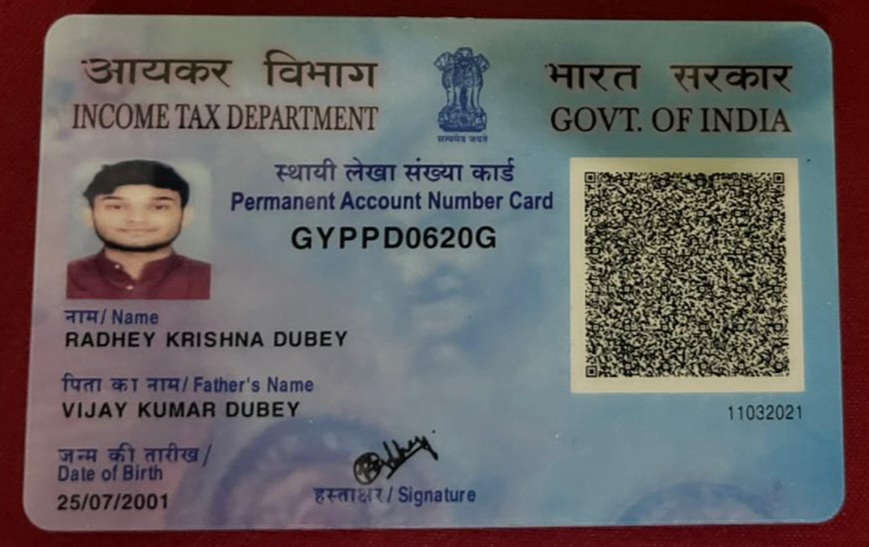 आयकर विभाग
INCOME TAX DEPARTMENT
सत्यमेव जयते
भारत सरकार
GOVT. OF INDIA
स्थायी लेखा संख्या कार्ड
Permanent Account Number Card
GYPPD0620G
नाम/ Name
RADHEY KRISHNA DUBEY
पिता का नाम/ Father's Name
VIJAY KUMAR DUBEY
11032021
जन्म की तारीख/
Date of Birth
25/07/2001
हस्ताक्षर/ Signature